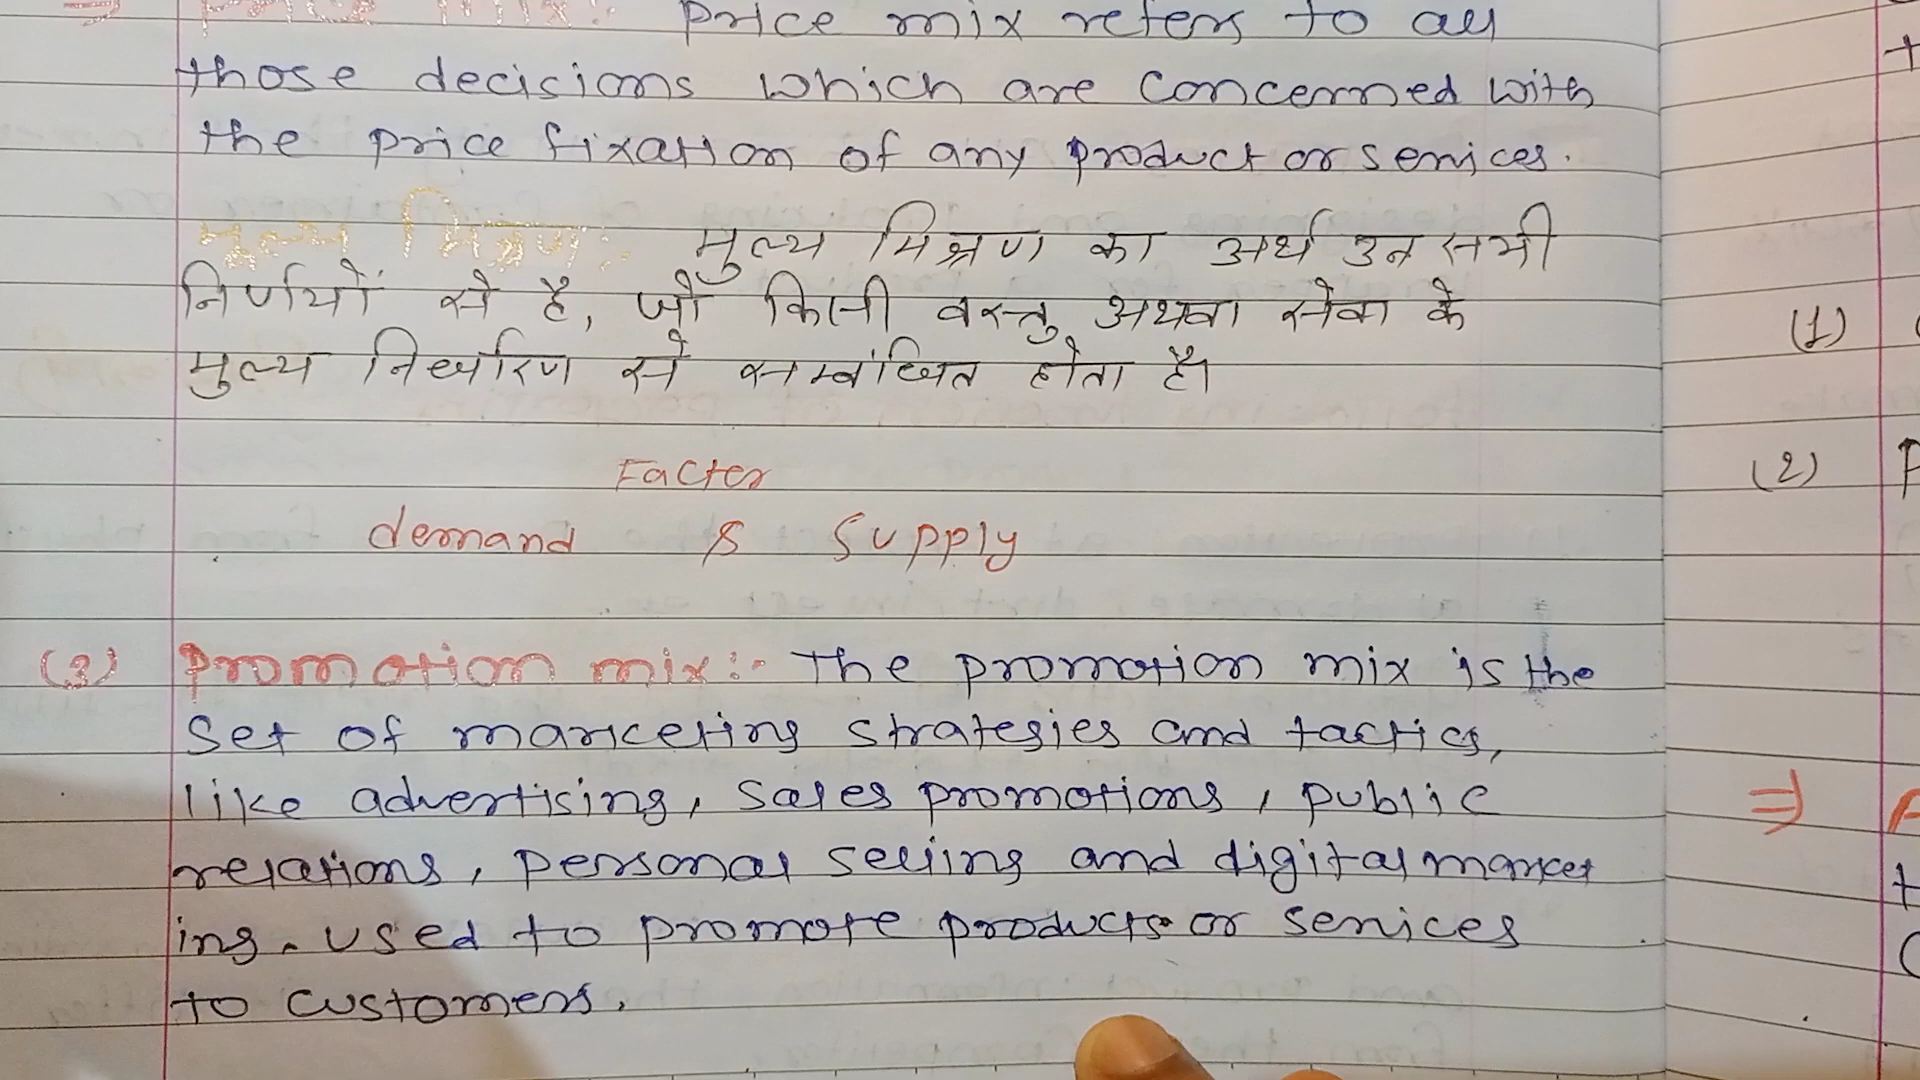 ⇒ Price mix:- Price mix refers to all
those decisions which are concerned with
the price fixation of any product or services.
मुल्य मिश्रण:- मुल्य मिश्रण का अर्थ उन सभी
निर्णयों से है, जो किसी वस्तु अथवा सेवा के
मुल्य निर्धारण से सम्बंधित होता है।
Facter
demand & Supply
(3) Promotion mix:- The promotion mix is the
set of marketing strategies and tactics,
like advertising, sales promotions, public
relations, personal selling and digital market
ing. used to promote products or services
to customers.
(1)
(2)
⇒